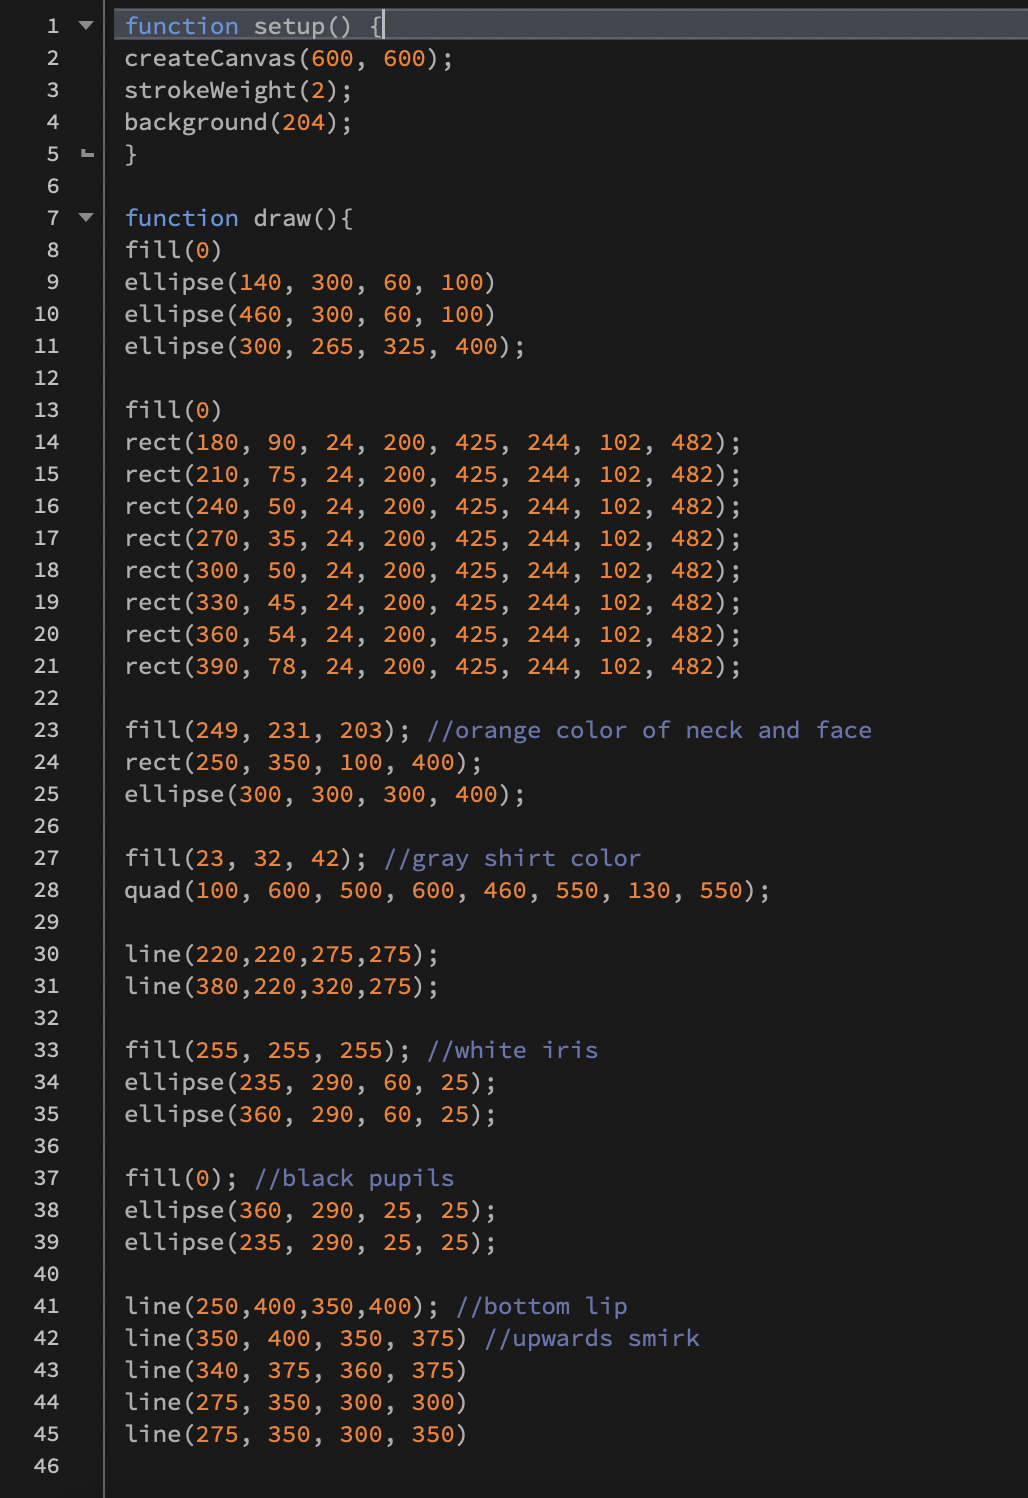 1 function setup() {
2 createCanvas(600, 600);
3 strokeWeight(2);
4 background(204);
5 }
6
7 function draw(){
8 fill(0)
9 ellipse(140, 300, 60, 100)
10 ellipse(460, 300, 60, 100)
11 ellipse(300, 265, 325, 400);
12
13 fill(0)
14 rect(180, 90, 24, 200, 425, 244, 102, 482);
15 rect(210, 75, 24, 200, 425, 244, 102, 482);
16 rect(240, 50, 24, 200, 425, 244, 102, 482);
17 rect(270, 35, 24, 200, 425, 244, 102, 482);
18 rect(300, 50, 24, 200, 425, 244, 102, 482);
19 rect(330, 45, 24, 200, 425, 244, 102, 482);
20 rect(360, 54, 24, 200, 425, 244, 102, 482);
21 rect(390, 78, 24, 200, 425, 244, 102, 482);
22
23 fill(249, 231, 203); //orange color of neck and face
24 rect(250, 350, 100, 400);
25 ellipse(300, 300, 300, 400);
26
27 fill(23, 32, 42); //gray shirt color
28 quad(100, 600, 500, 600, 460, 550, 130, 550);
29
30 line(220,220,275,275);
31 line(380,220,320,275);
32
33 fill(255, 255, 255); //white iris
34 ellipse(235, 290, 60, 25);
35 ellipse(360, 290, 60, 25);
36
37 fill(0); //black pupils
38 ellipse(360, 290, 25, 25);
39 ellipse(235, 290, 25, 25);
40
41 line(250,400,350,400); //bottom lip
42 line(350, 400, 350, 375) //upwards smirk
43 line(340, 375, 360, 375)
44 line(275, 350, 300, 300)
45 line(275, 350, 300, 350)
46